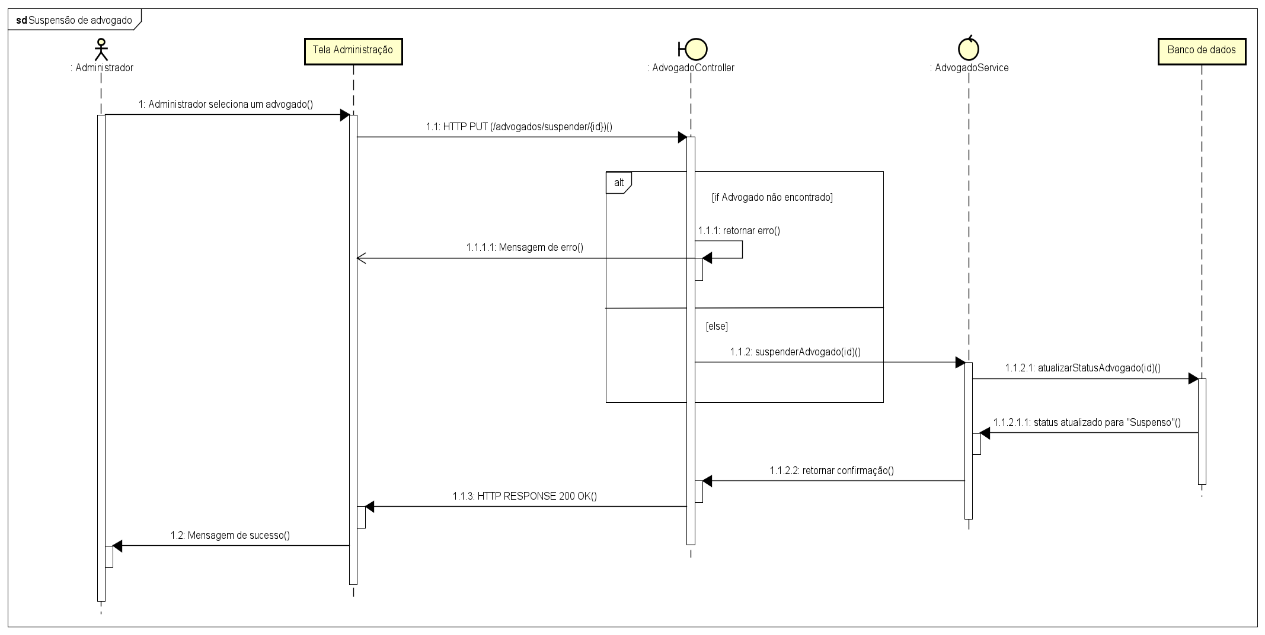 sd Suspensão de advogado
: Administrador
Tela Administração
: AdvogadoController
: AdvogadoService
Banco de dados
1: Administrador seleciona um advogado()
1.1: HTTP PUT (/advogados/suspender/{id})()
alt
[if Advogado não encontrado]
1.1.1: retornar erro()
1.1.1.1: Mensagem de erro()
[else]
1.1.2: suspenderAdvogado(id)()
1.1.2.1: atualizarStatusAdvogado(id)()
1.1.2.1.1: status atualizado para "Suspenso"()
1.1.2.2: retornar confirmação()
1.1.3: HTTP RESPONSE 200 OK()
1.2: Mensagem de sucesso()